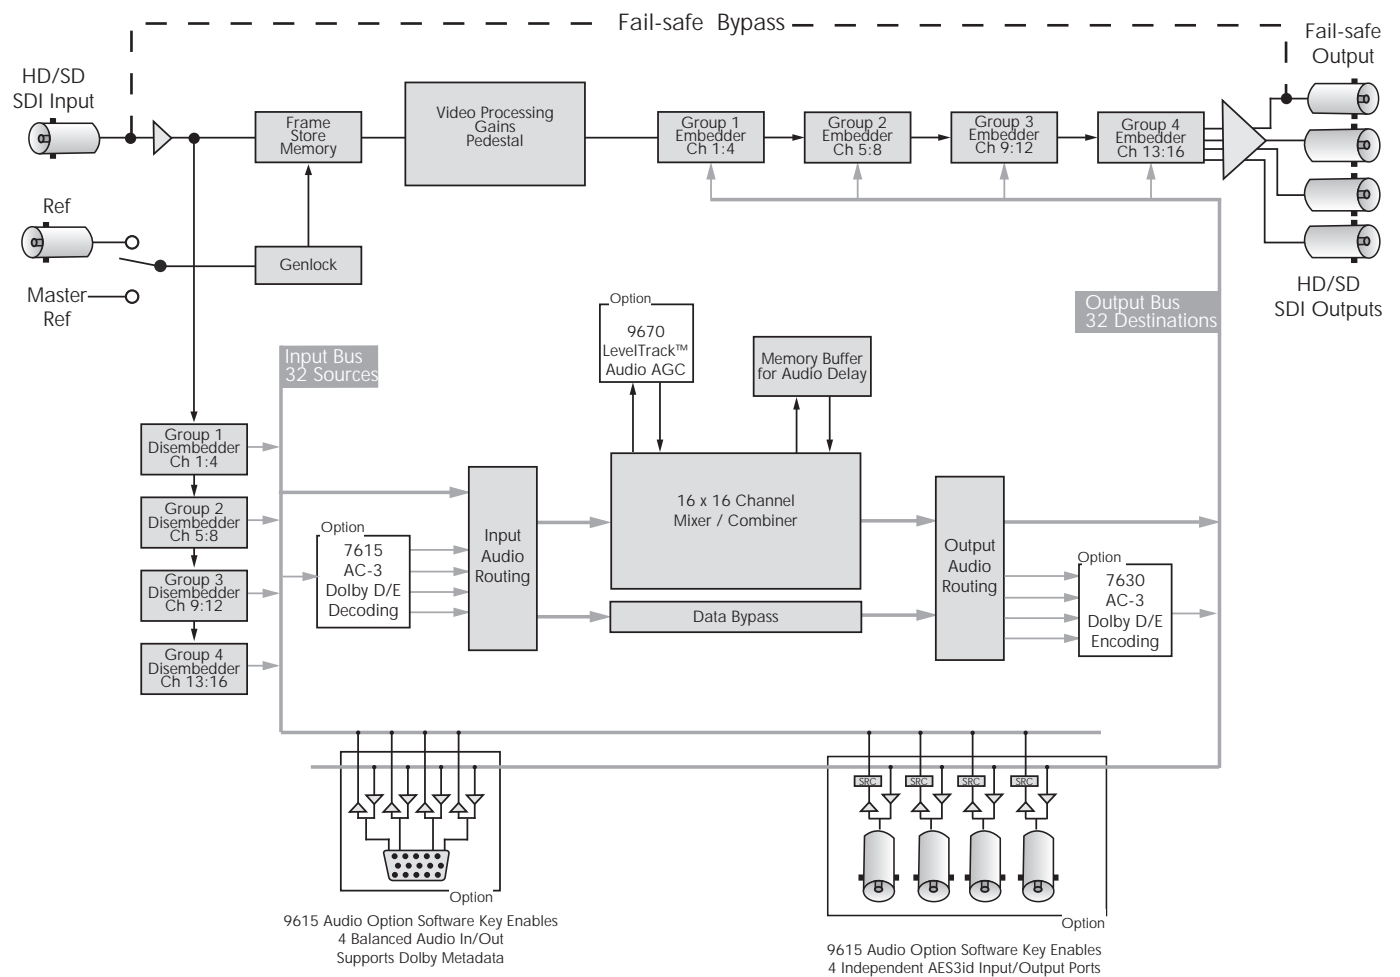 Fail-safe Bypass
Fail-safe
Output
HD/SD
SDI Input
Frame
Store
Memory
Video Processing
Gains
Pedestal
Group 1
Embedder
Ch 1:4
Group 2
Embedder
Ch 5:8
Group 3
Embedder
Ch 9:12
Group 4
Embedder
Ch 13:16
Ref
Genlock
Master
Ref
HD/SD
SDI Outputs
Output Bus
32 Destinations
Option
9670
LevelTrack™
Audio AGC
Memory Buffer
for Audio Delay
Input Bus
32 Sources
Group 1
Disembedder
Ch 1:4
Group 2
Disembedder
Ch 5:8
Group 3
Disembedder
Ch 9:12
Group 4
Disembedder
Ch 13:16
Option
7615
AC-3
Dolby D/E
Decoding
Input
Audio
Routing
16 x 16 Channel
Mixer / Combiner
Data Bypass
Output
Audio
Routing
Option
7630
AC-3
Dolby D/E
Encoding
SRC
SRC
SRC
SRC
Option
9615 Audio Option Software Key Enables
4 Balanced Audio In/Out
Supports Dolby Metadata
Option
9615 Audio Option Software Key Enables
4 Independent AES3id Input/Output Ports